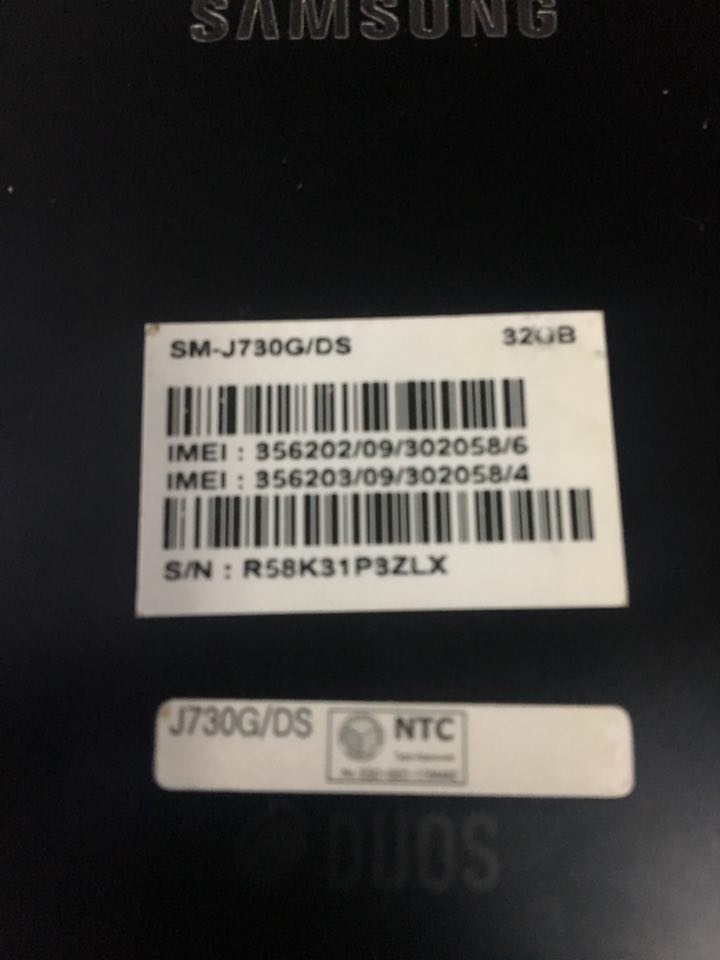 SAMSUNG
SM-J730G/DS 32GB
IMEI : 356202/09/302058/6
IMEI : 356203/09/302058/4
S/N : R58K31P3ZLX
J730G/DS NTC
DUOS